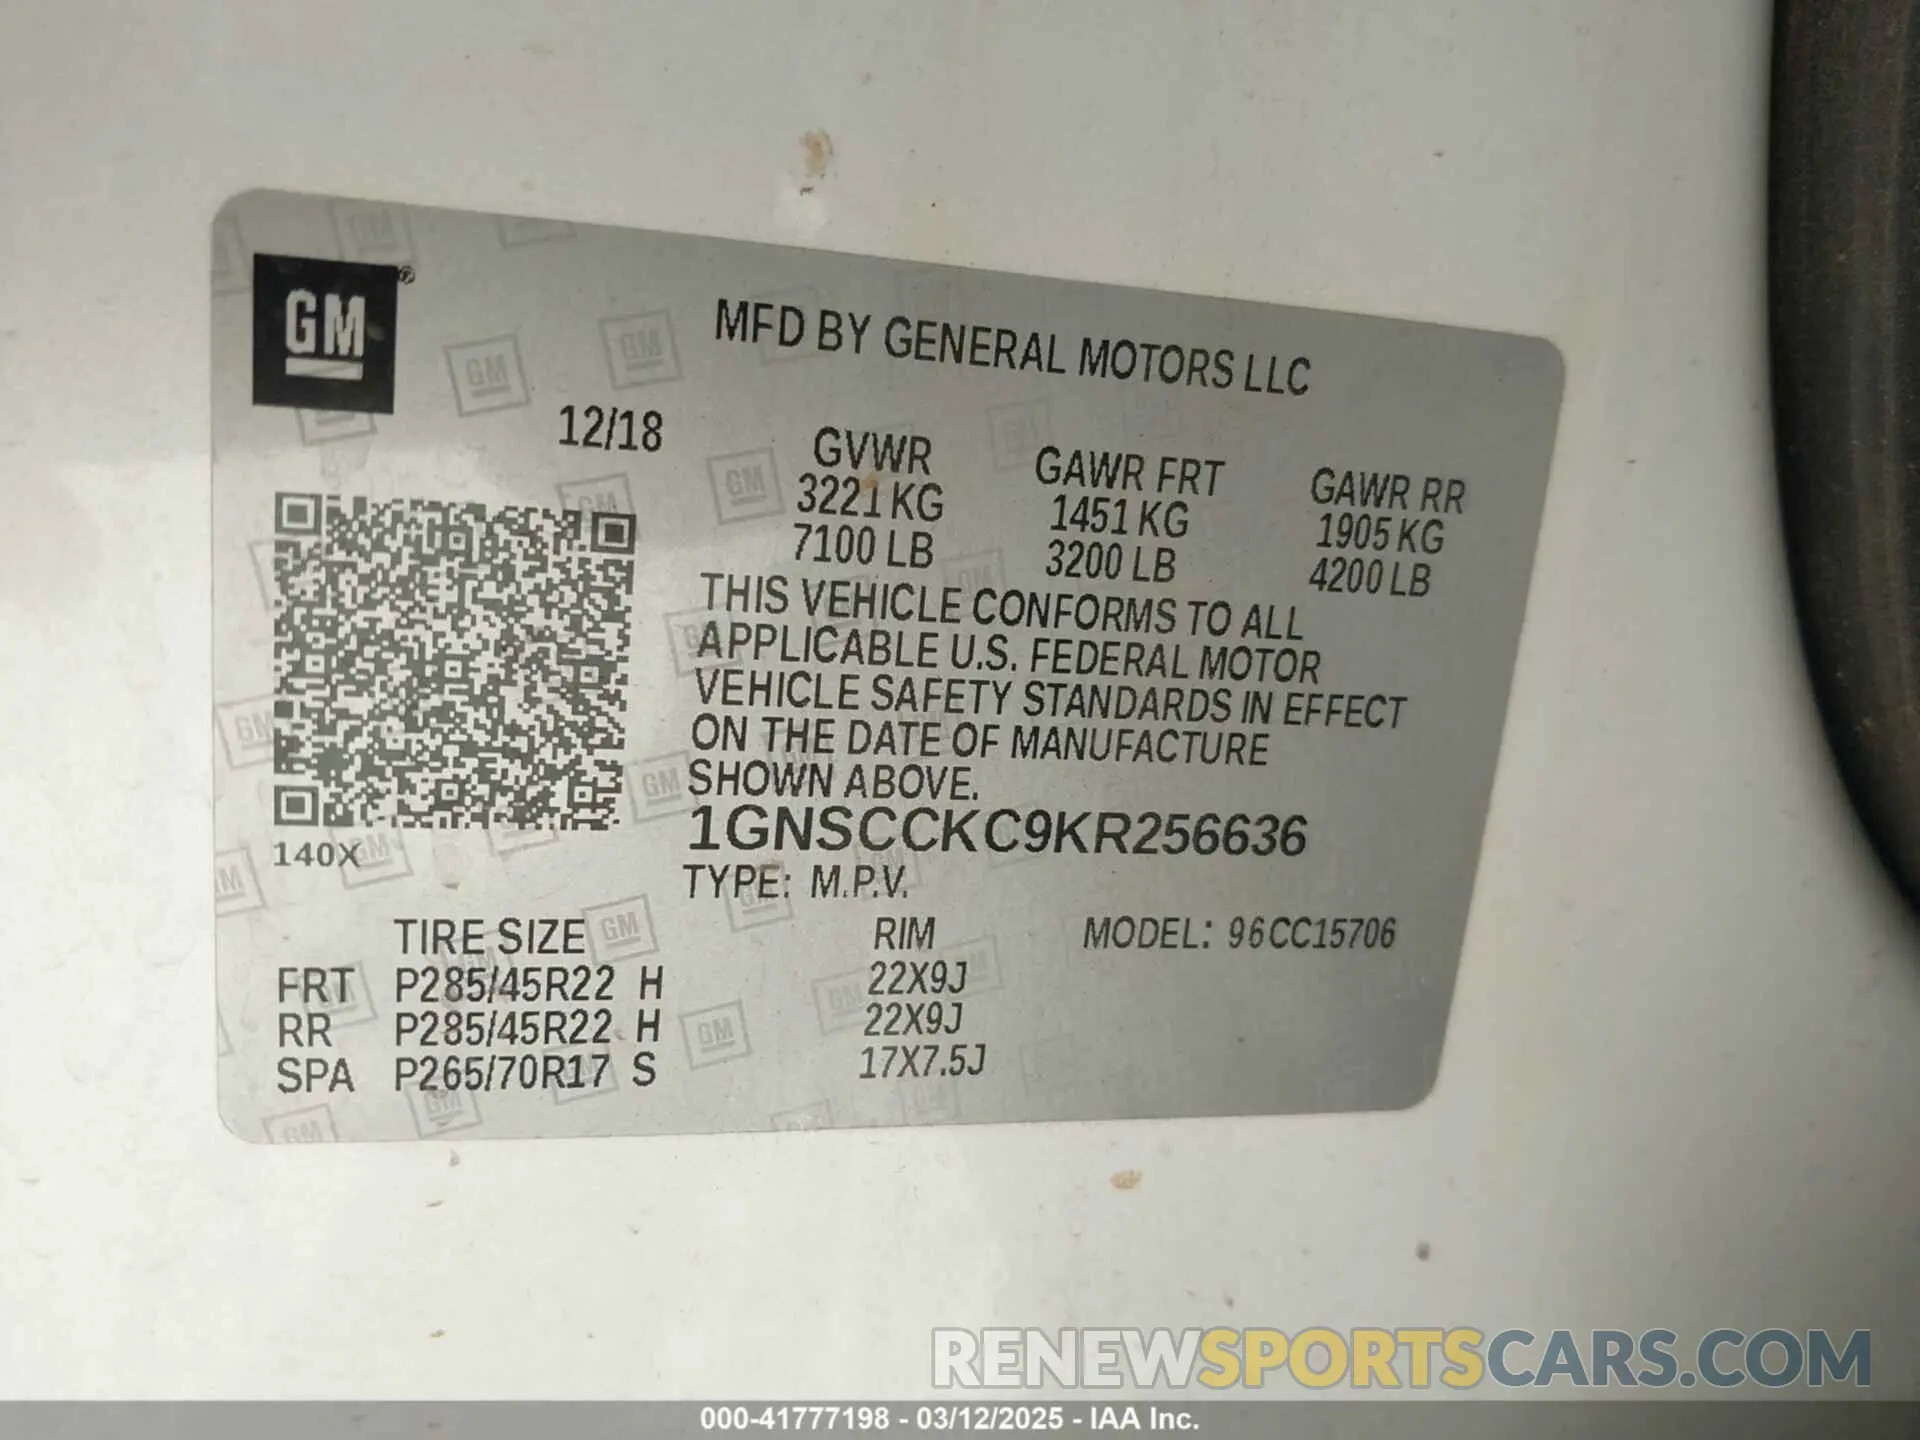 GM®
MFD BY GENERAL MOTORS LLC
12/18
GVWR GAWR FRT GAWR RR
3221 KG 1451 KG 1905 KG
7100 LB 3200 LB 4200 LB
THIS VEHICLE CONFORMS TO ALL
APPLICABLE U.S. FEDERAL MOTOR
VEHICLE SAFETY STANDARDS IN EFFECT
ON THE DATE OF MANUFACTURE
SHOWN ABOVE.
1GNSCCKC9KR256636
140X
TYPE: M.P.V.
TIRE SIZE RIM MODEL: 96CC15706
FRT P285/45R22 H 22X9J
RR P285/45R22 H 22X9J
SPA P265/70R17 S 17X7.5J
RENEWSPORTSCARS.COM
000-41777198 - 03/12/2025 - IAA Inc.